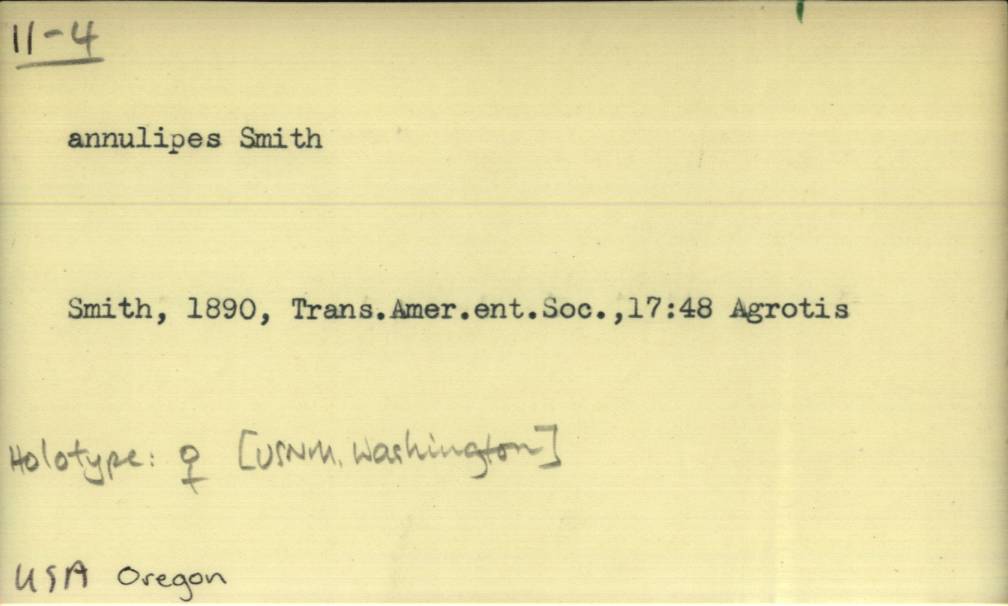 11-4
annulipes Smith
Smith, 1890, Trans.Amer.ent.Soc.,17:48 Agrotis
Holotype: ♀ [USNM, Washington]
USA Oregon